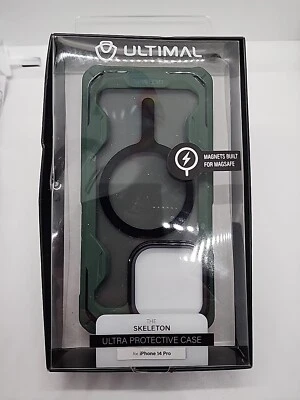 ULTIMAL
MAGNETS BUILT
FOR MAGSAFE
THE
SKELETON
ULTRA PROTECTIVE CASE
for iPhone 14 Pro